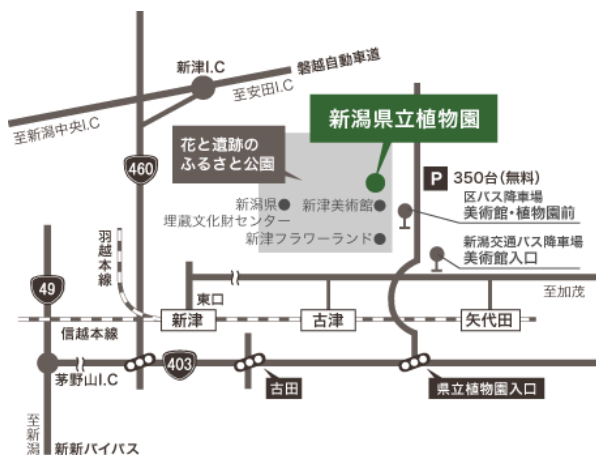 新津I.C
磐越自動車道
至安田I.C
至新潟中央I.C
新潟県立植物園
花と遺跡の
ふるさと公園
460
P 350台(無料)
区バス降車場
美術館・植物園前
新潟県
埋蔵文化財センター
新津美術館
新津フラワーランド
新潟交通バス降車場
美術館入口
羽越本線
49
東口
至加茂
信越本線
新津
古津
矢代田
茅野山I.C
403
古田
県立植物園入口
至新潟
新新バイパス